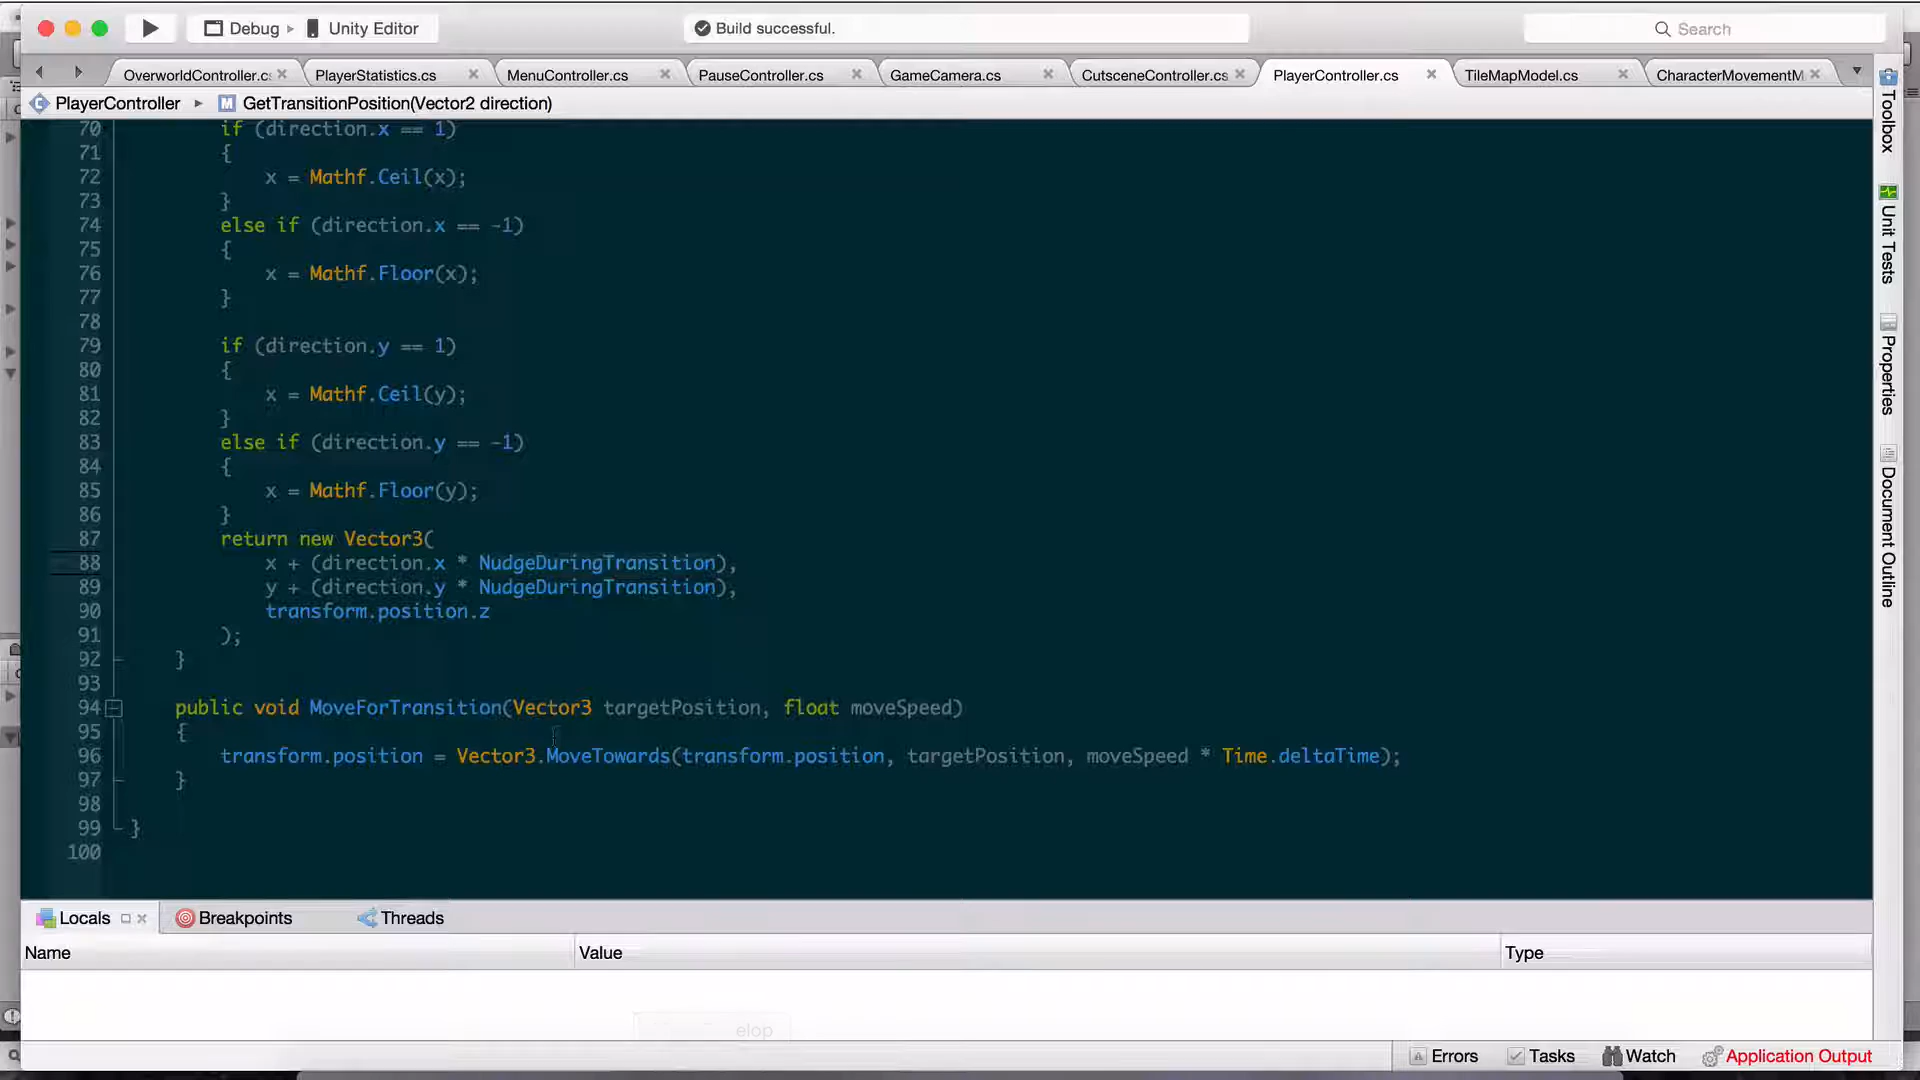 Debug
Unity Editor
Build successful.
Search
OverworldController.c
PlayerStatistics.cs
MenuController.cs
PauseController.cs
GameCamera.cs
CutsceneController.cs
PlayerController.cs
TileMapModel.cs
CharacterMovementM
PlayerController
GetTransitionPosition(Vector2 direction)
70 if (direction.x == 1)
71 {
72 x = Mathf.Ceil(x);
73 }
74 else if (direction.x == -1)
75 {
76 x = Mathf.Floor(x);
77 }
78
79 if (direction.y == 1)
80 {
81 x = Mathf.Ceil(y);
82 }
83 else if (direction.y == -1)
84 {
85 x = Mathf.Floor(y);
86 }
87 return new Vector3(
88 x + (direction.x * NudgeDuringTransition),
89 y + (direction.y * NudgeDuringTransition),
90 transform.position.z
91 );
92 }
93
94 public void MoveForTransition(Vector3 targetPosition, float moveSpeed)
95 {
96 transform.position = Vector3.MoveTowards(transform.position, targetPosition, moveSpeed * Time.deltaTime);
97 }
98
99 }
100
Toolbox
Unit Tests
Properties
Document Outline
Locals
Breakpoints
Threads
Name
Value
Type
elop
Errors
Tasks
Watch
Application Output